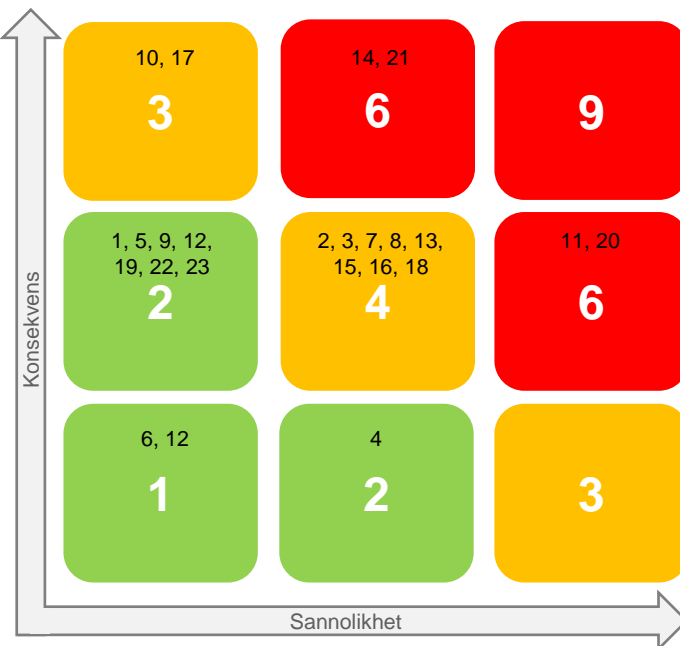 10, 17
3
14, 21
6
9
1, 5, 9, 12,
19, 22, 23
2
2, 3, 7, 8, 13,
15, 16, 18
4
11, 20
6
6, 12
1
4
2
3
Konsekvens
Sannolikhet